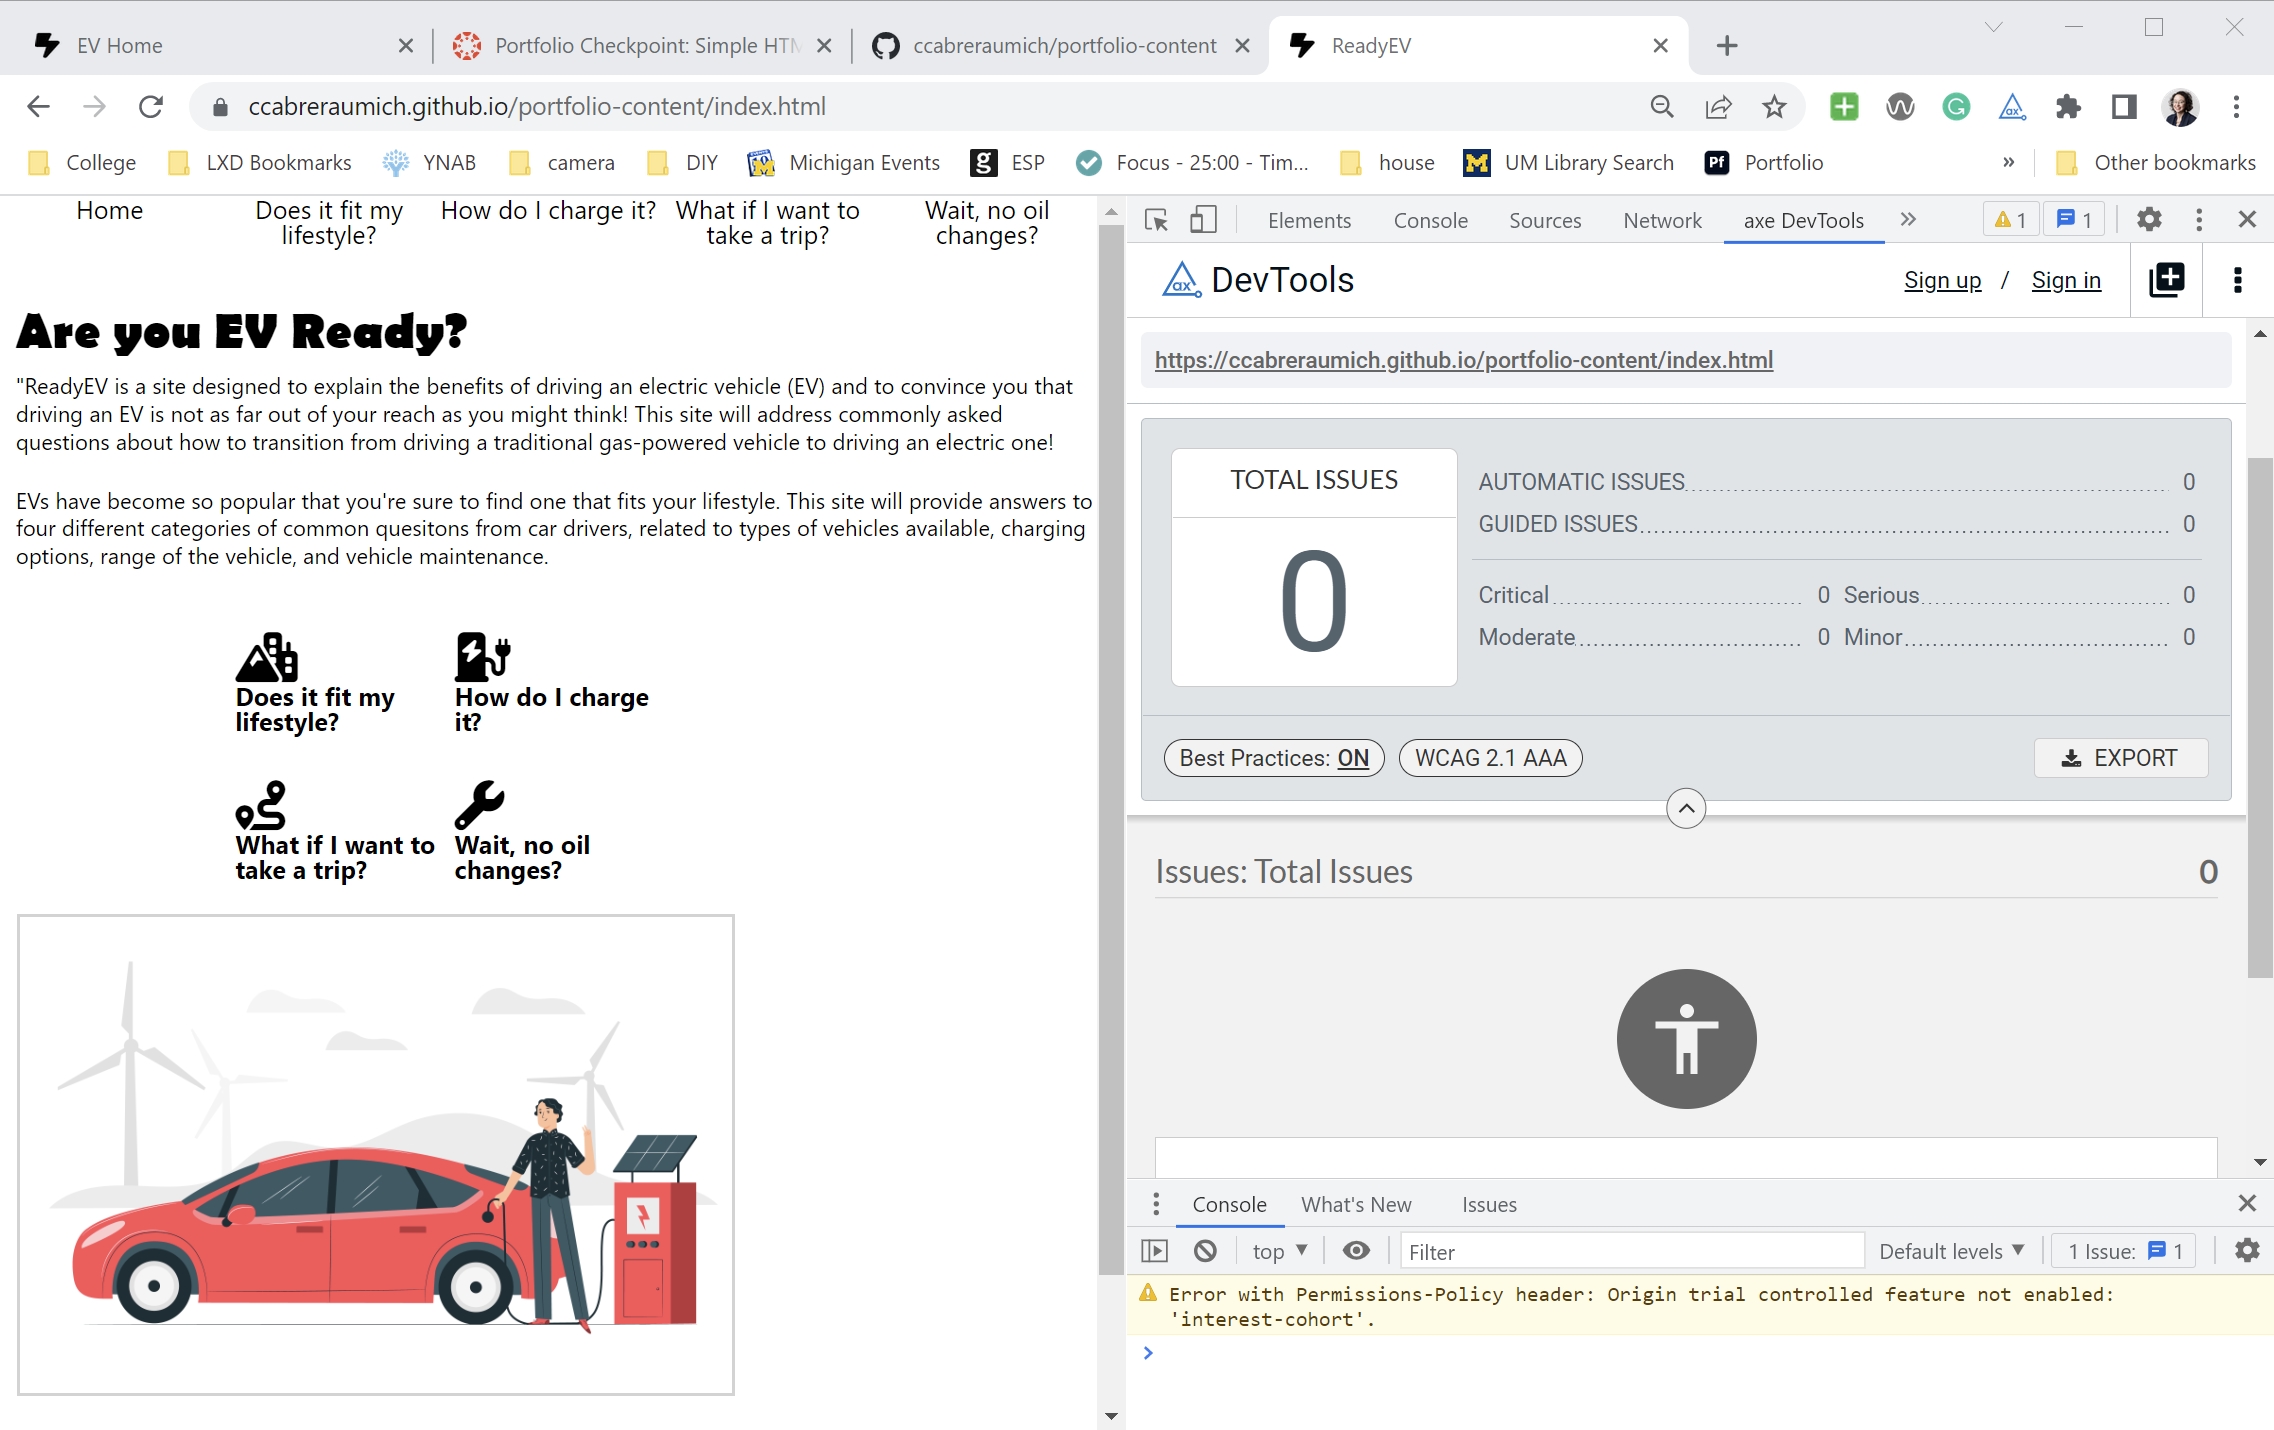 EV Home
Portfolio Checkpoint: Simple HTM
ccabreraumich/portfolio-content
ReadyEV
ccabreraumich.github.io/portfolio-content/index.html
College
LXD Bookmarks
YNAB
camera
DIY
Michigan Events
g
ESP
Focus - 25:00 - Tim...
house
M
UM Library Search
Pf
Portfolio
»
Other bookmarks
Home
Does it fit my
lifestyle?
How do I charge it?
What if I want to
take a trip?
Wait, no oil
changes?
Are you EV Ready?
"ReadyEV is a site designed to explain the benefits of driving an electric vehicle (EV) and to convince you that
driving an EV is not as far out of your reach as you might think! This site will address commonly asked
questions about how to transition from driving a traditional gas-powered vehicle to driving an electric one!
EVs have become so popular that you're sure to find one that fits your lifestyle. This site will provide answers to
four different categories of common quesitons from car drivers, related to types of vehicles available, charging
options, range of the vehicle, and vehicle maintenance.
Does it fit my
lifestyle?
How do I charge
it?
What if I want to
take a trip?
Wait, no oil
changes?
Elements
Console
Sources
Network
axe DevTools
»
1
1
ax DevTools
Sign up / Sign in
https://ccabreraumich.github.io/portfolio-content/index.html
TOTAL ISSUES
0
AUTOMATIC ISSUES 0
GUIDED ISSUES 0
Critical 0 Serious 0
Moderate 0 Minor 0
Best Practices: ON
WCAG 2.1 AAA
EXPORT
Issues: Total Issues 0
Console
What's New
Issues
top
Filter
Default levels
1 Issue: 1
Error with Permissions-Policy header: Origin trial controlled feature not enabled:
'interest-cohort'.